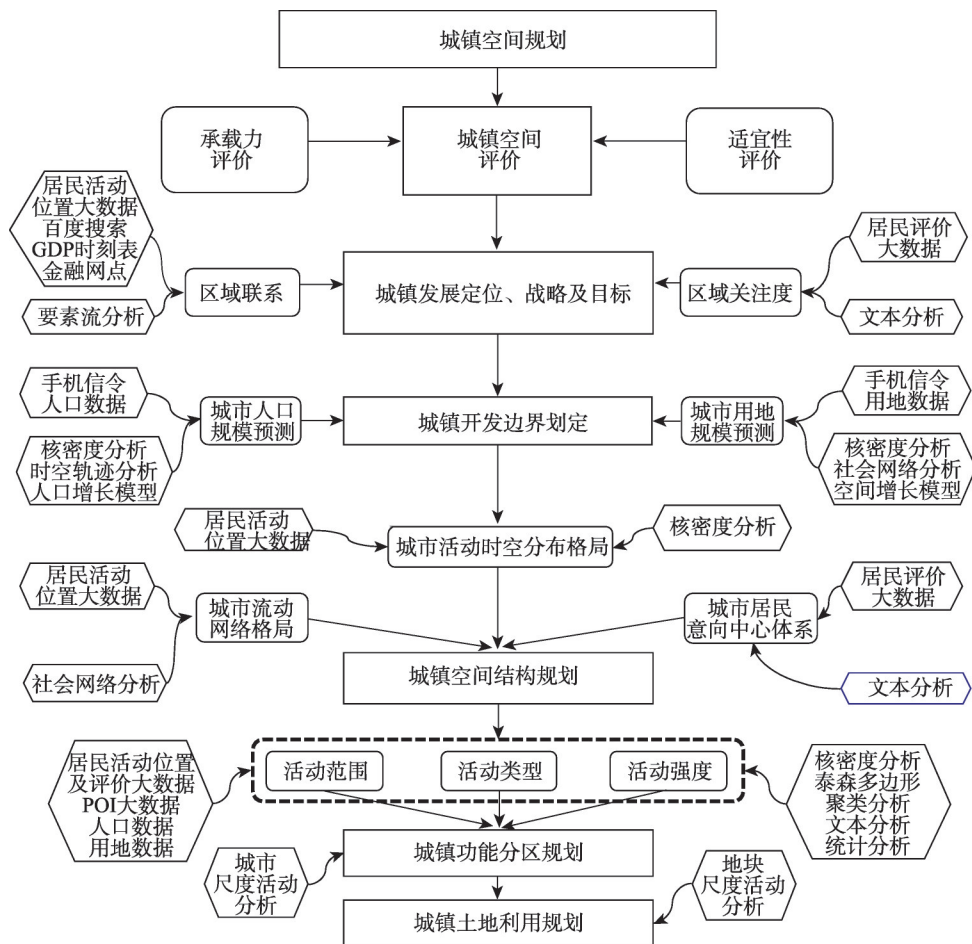 城镇空间规划
承载力
评价
城镇空间
评价
适宜性
评价
居民活动
位置大数据
百度搜索
GDP时刻表
金融网点
居民评价
大数据
区域联系
城镇发展定位、战略及目标
区域关注度
要素流分析
文本分析
手机信令
人口数据
手机信令
用地数据
城市人口
规模预测
城镇开发边界划定
城市用地
规模预测
核密度分析
时空轨迹分析
人口增长模型
核密度分析
社会网络分析
空间增长模型
居民活动
位置大数据
城市活动时空分布格局
核密度分析
居民活动
位置大数据
城市流动
网络格局
城市居民
意向中心体系
居民评价
大数据
社会网络分析
城镇空间结构规划
文本分析
居民活动位置
及评价大数据
POI大数据
人口数据
用地数据
活动范围
活动类型
活动强度
核密度分析
泰森多边形
聚类分析
文本分析
统计分析
城市
尺度活动
分析
城镇功能分区规划
地块
尺度活动
分析
城镇土地利用规划